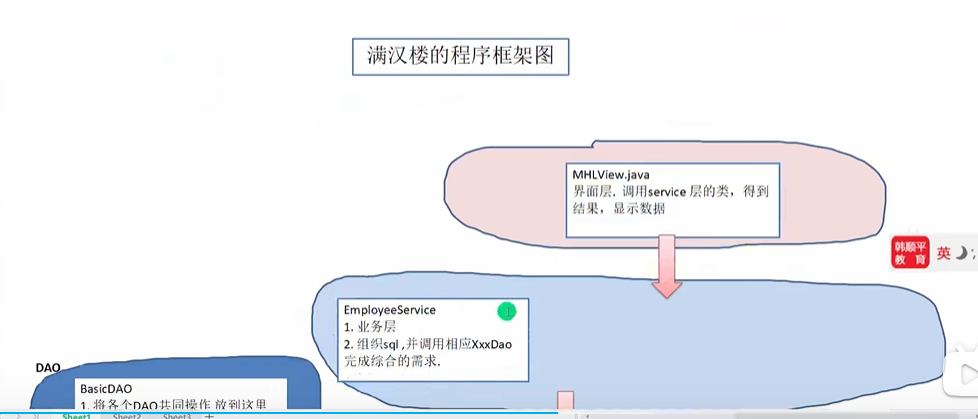 满汉楼的程序框架图
MHLView.java
界面层. 调用service 层的类，得到
结果，显示数据
韩顺平
教 育
英
EmployeeService
1. 业务层
2. 组织sql ,并调用相应XxxDao
完成综合的需求.
DAO
BasicDAO
1. 将各个DAO共同操作 放到这里
Sheet1 Sheet2 Sheet3